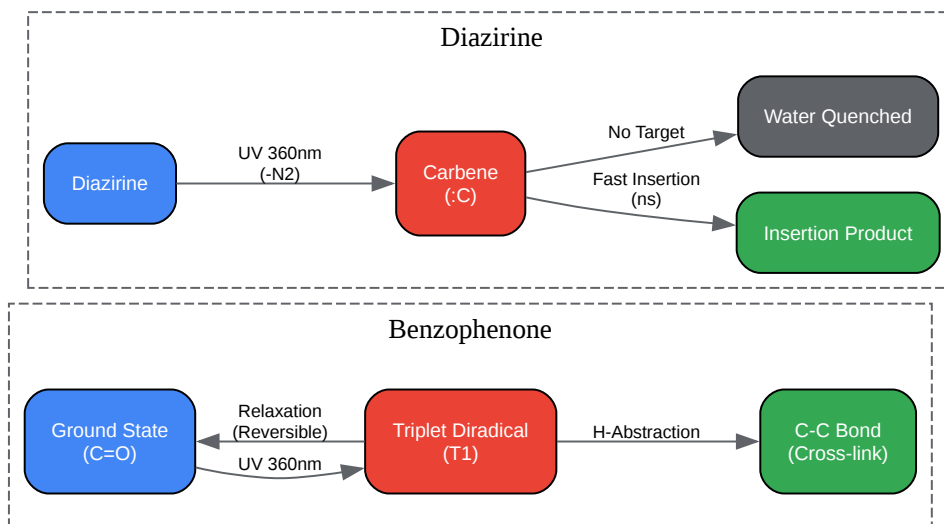 Diazirine
Diazirine
UV 360nm
(-N2)
Carbene
(:C)
No Target
Water Quenched
Fast Insertion
(ns)
Insertion Product
Benzophenone
Ground State
(C=O)
Relaxation
(Reversible)
UV 360nm
Triplet Diradical
(T1)
H-Abstraction
C-C Bond
(Cross-link)